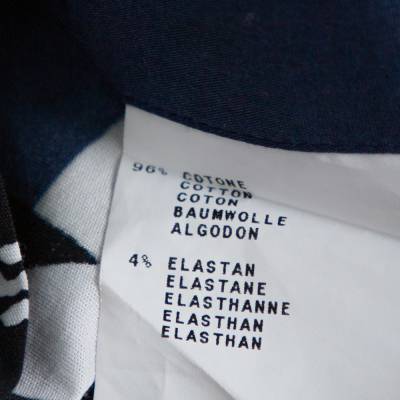 96% COTONE
COTTON
COTON
BAUMWOLLE
ALGODON
4% ELASTAN
ELASTANE
ELASTHANNE
ELASTHAN
ELASTHAN